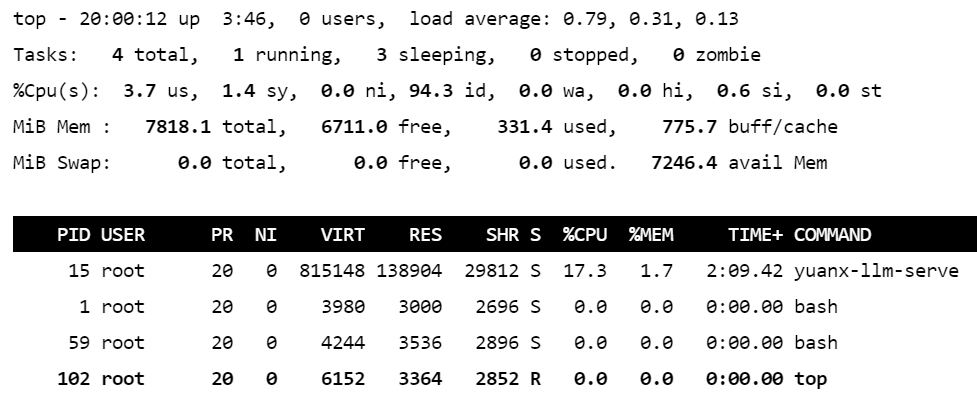 top - 20:00:12 up  3:46,  0 users,  load average: 0.79, 0.31, 0.13
Tasks:   4 total,   1 running,   3 sleeping,   0 stopped,   0 zombie
%Cpu(s):  3.7 us,  1.4 sy,  0.0 ni, 94.3 id,  0.0 wa,  0.0 hi,  0.6 si,  0.0 st
MiB Mem :   7818.1 total,   6711.0 free,    331.4 used,    775.7 buff/cache
MiB Swap:      0.0 total,      0.0 free,      0.0 used.   7246.4 avail Mem
    PID USER      PR  NI    VIRT    RES    SHR S  %CPU  %MEM     TIME+ COMMAND
     15 root      20   0  815148 138904  29812 S  17.3   1.7   2:09.42 yuanx-llm-serve
      1 root      20   0    3980   3000   2696 S   0.0   0.0   0:00.00 bash
     59 root      20   0    4244   3536   2896 S   0.0   0.0   0:00.00 bash
    102 root      20   0    6152   3364   2852 R   0.0   0.0   0:00.00 top